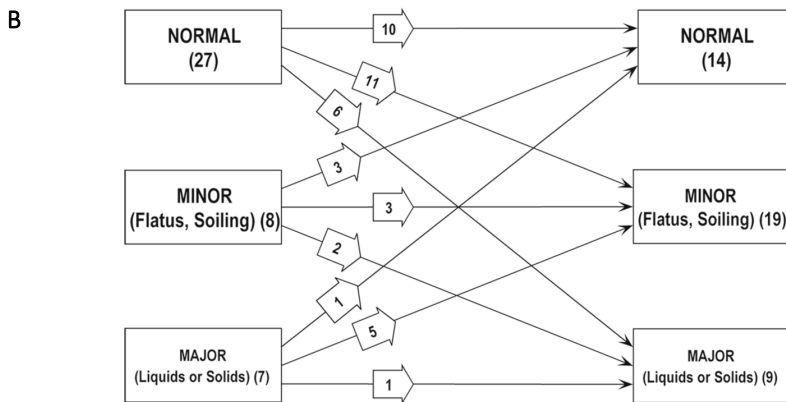 B
NORMAL
(27)
10
NORMAL
(14)
11
6
3
MINOR
(Flatus, Soiling) (8)
3
MINOR
(Flatus, Soiling) (19)
2
1
5
MAJOR
(Liquids or Solids) (7)
1
MAJOR
(Liquids or Solids) (9)